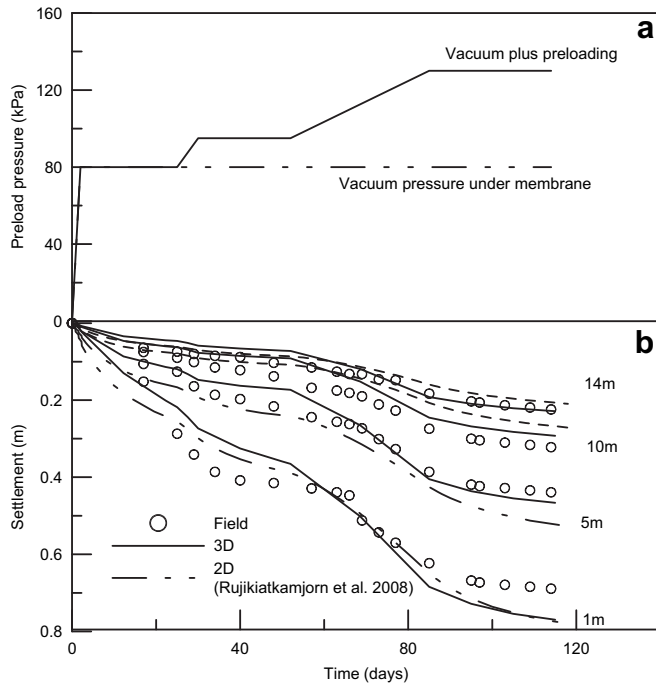 160
a
Vacuum plus preloading
120
Preload pressure (kPa)
80
Vacuum pressure under membrane
40
0
b
0.2
14m
10m
Settlement (m)
0.4
5m
Field
3D
0.6
2D
(Rujikiatkamjorn et al. 2008)
1m
0.8
0
40
80
120
Time (days)